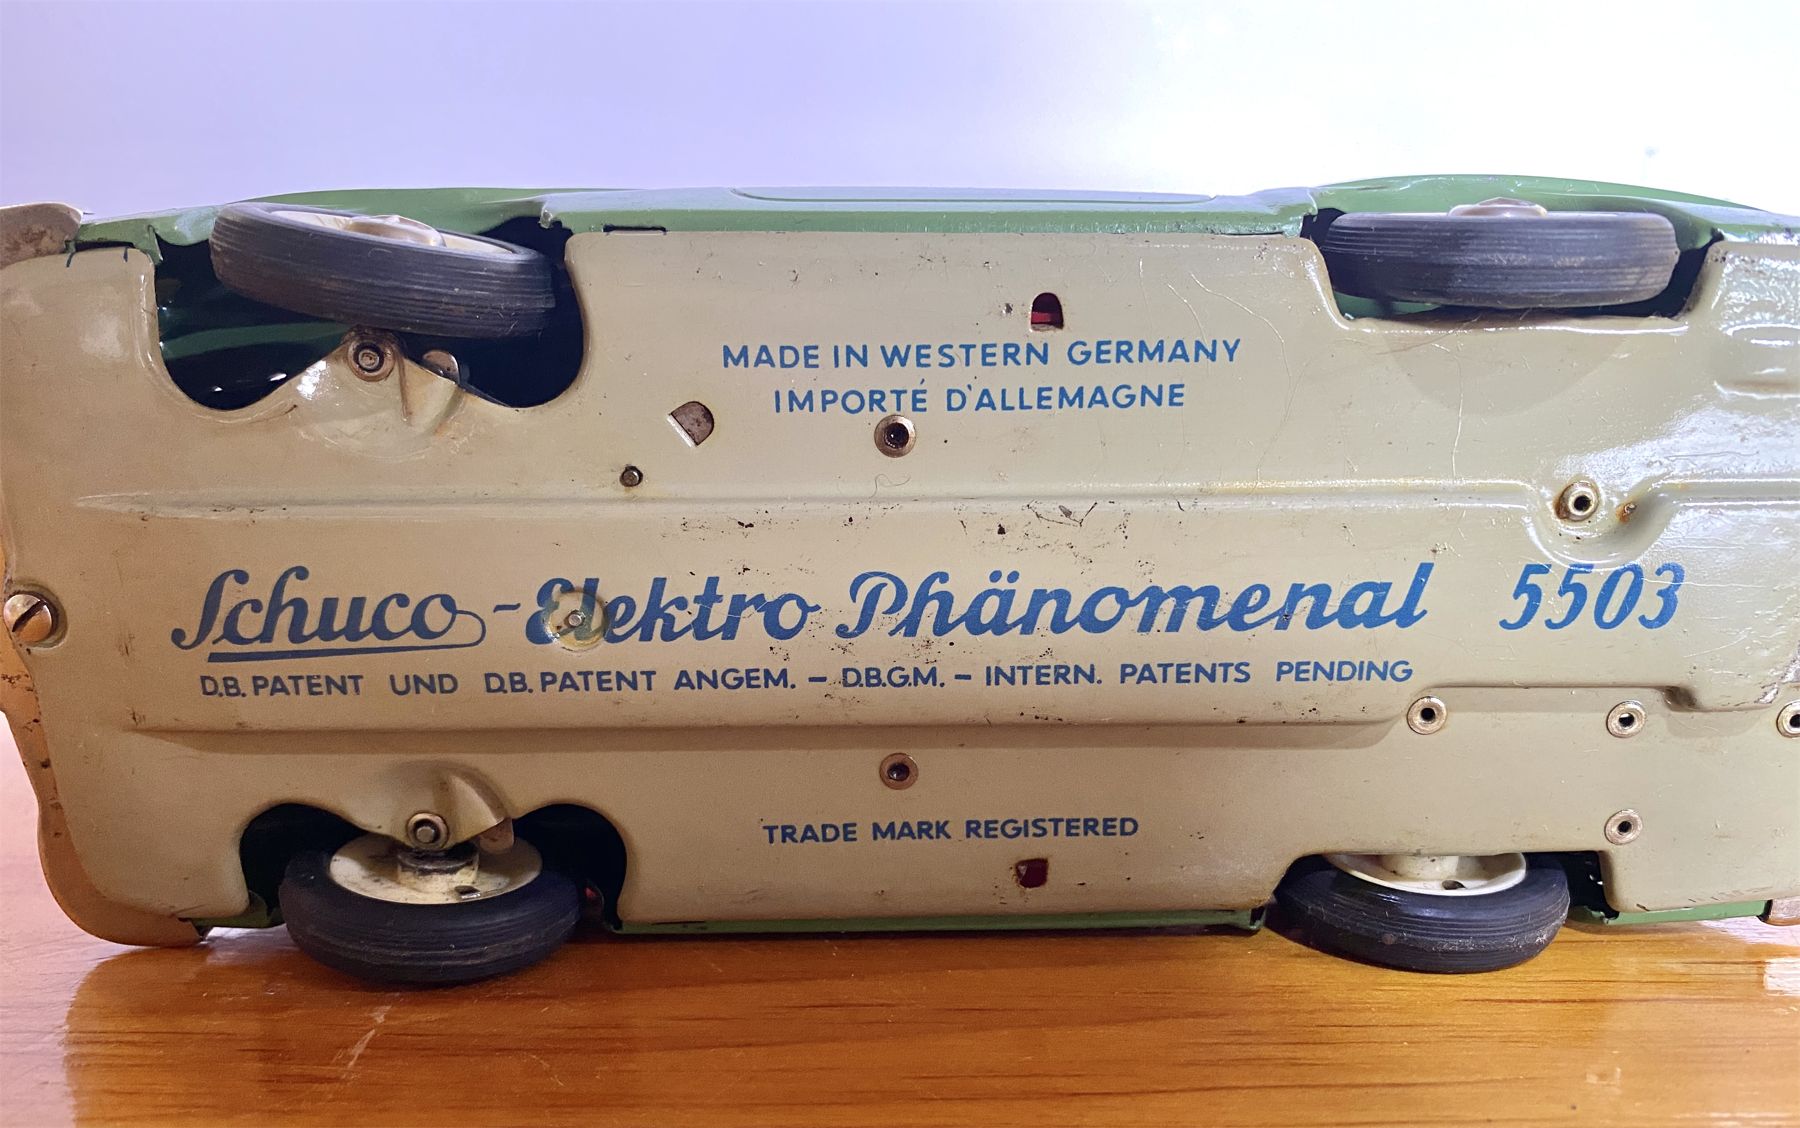 MADE IN WESTERN GERMANY
IMPORTÉ D'ALLEMAGNE
Schuco-Elektro Phänomenal 5503
D.B. PATENT UND D.B. PATENT ANGEM. – D.B.G.M. – INTERN. PATENTS PENDING
TRADE MARK REGISTERED